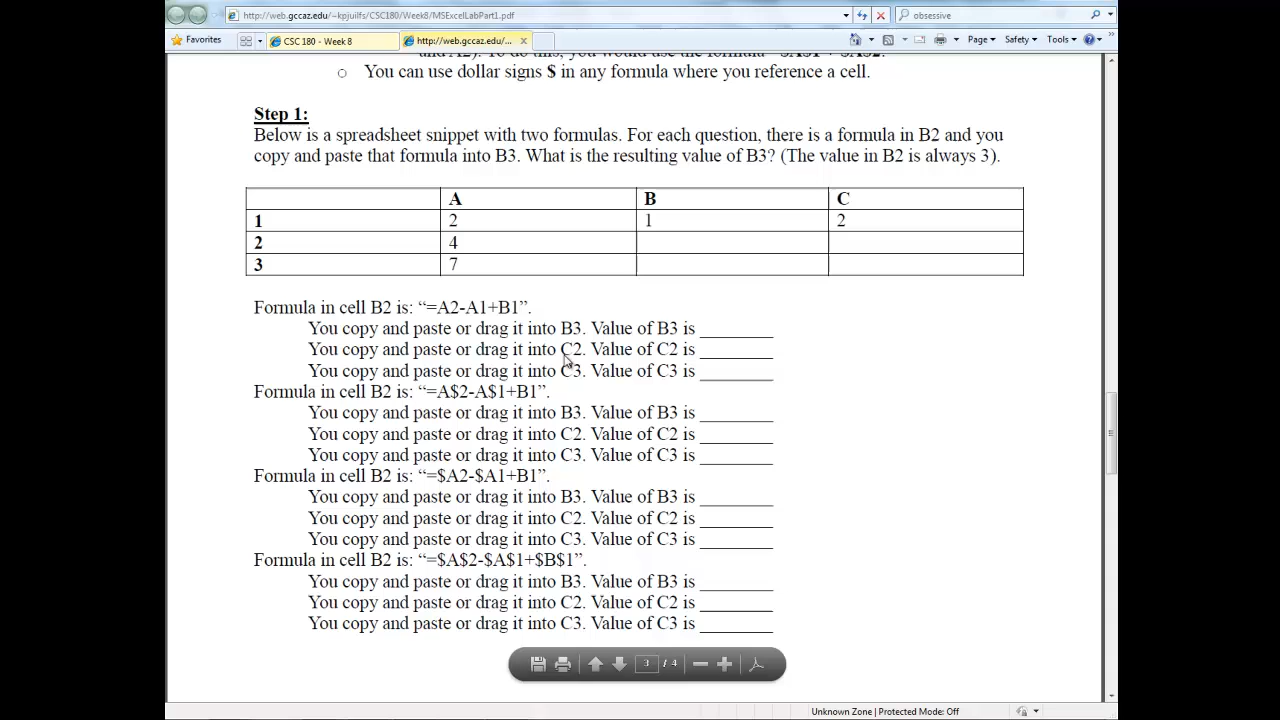 http://web.gccaz.edu/~kpjuilfs/CSC180/Week8/MSExcelLabPart1.pdf
obsessive
Favorites
CSC 180 - Week 8
http://web.gccaz.edu/...
Page
Safety
Tools
and A2). To do this, you would use the formula
You can use dollar signs $ in any formula where you reference a cell.
Step 1:
Below is a spreadsheet snippet with two formulas. For each question, there is a formula in B2 and you
copy and paste that formula into B3. What is the resulting value of B3? (The value in B2 is always 3).
A B C
1 2 1 2
2 4
3 7
Formula in cell B2 is: “=A2-A1+B1”.
You copy and paste or drag it into B3. Value of B3 is ________
You copy and paste or drag it into C2. Value of C2 is ________
You copy and paste or drag it into C3. Value of C3 is ________
Formula in cell B2 is: “=A$2-A$1+B1”.
You copy and paste or drag it into B3. Value of B3 is ________
You copy and paste or drag it into C2. Value of C2 is ________
You copy and paste or drag it into C3. Value of C3 is ________
Formula in cell B2 is: “=$A2-$A1+B1”.
You copy and paste or drag it into B3. Value of B3 is ________
You copy and paste or drag it into C2. Value of C2 is ________
You copy and paste or drag it into C3. Value of C3 is ________
Formula in cell B2 is: “=$A$2-$A$1+$B$1”.
You copy and paste or drag it into B3. Value of B3 is ________
You copy and paste or drag it into C2. Value of C2 is ________
You copy and paste or drag it into C3. Value of C3 is ________
3 / 4
Unknown Zone | Protected Mode: Off